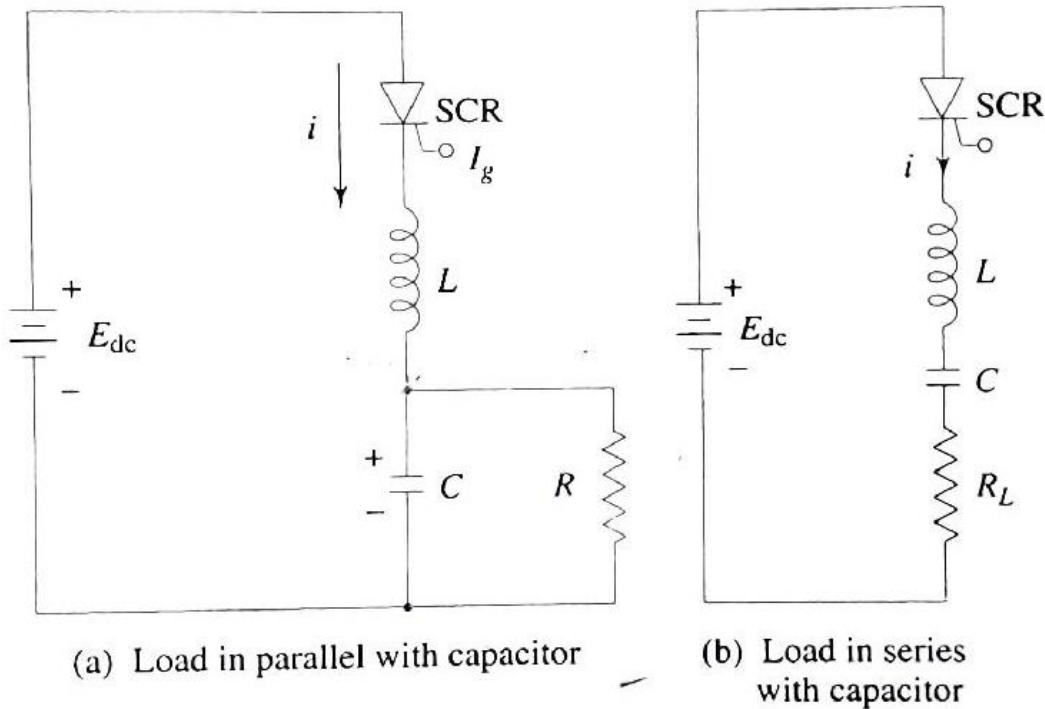 SCR
i
I_g
L
+
E_dc
−
+
C
−
R
(a) Load in parallel with capacitor
SCR
i
L
+
E_dc
−
C
R_L
(b) Load in series
with capacitor